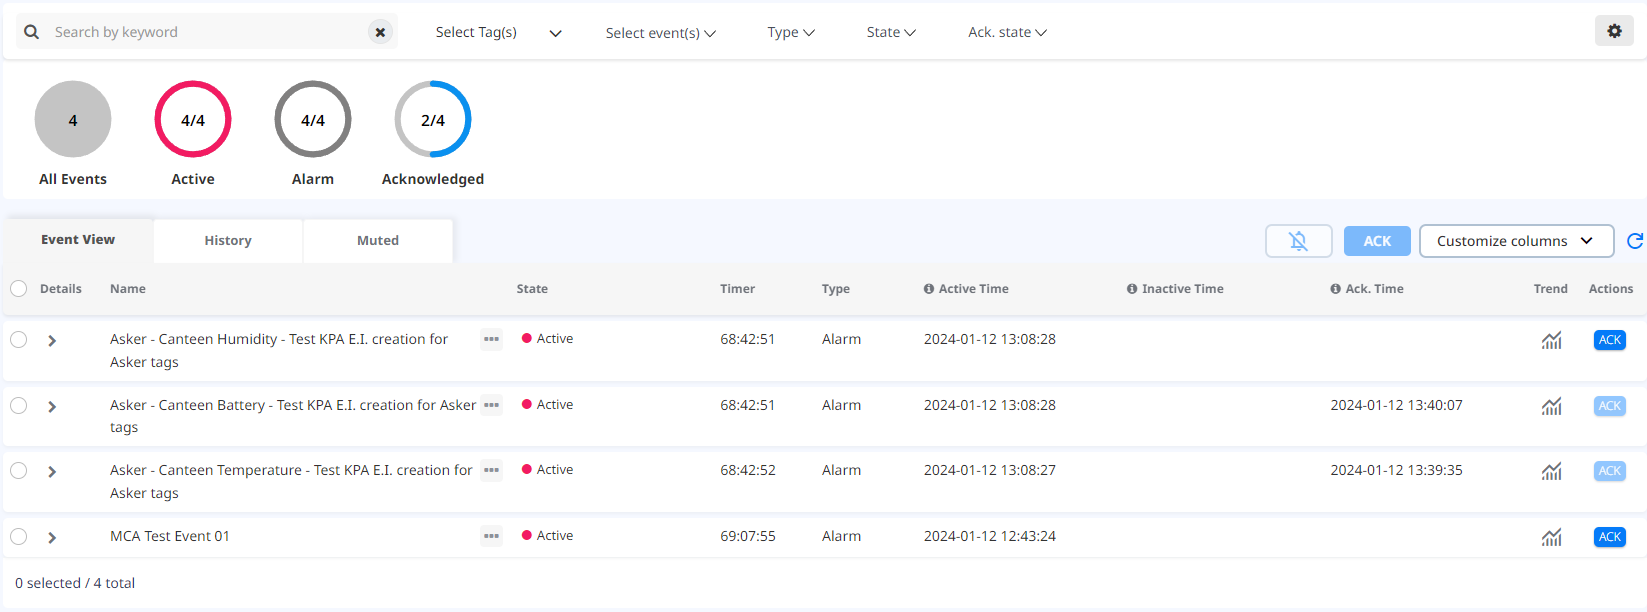 Search by keyword Select Tag(s) Select event(s) Type State Ack. state
4 4/4 4/4 2/4
All Events Active Alarm Acknowledged
Event View History Muted ACK Customize columns
Details Name State Timer Type Active Time Inactive Time Ack. Time Trend Actions
Asker - Canteen Humidity - Test KPA E.I. creation for ••• Active 68:42:51 Alarm 2024-01-12 13:08:28 ACK
Asker tags
Asker - Canteen Battery - Test KPA E.I. creation for Asker ••• Active 68:42:51 Alarm 2024-01-12 13:08:28 2024-01-12 13:40:07 ACK
tags
Asker - Canteen Temperature - Test KPA E.I. creation for ••• Active 68:42:52 Alarm 2024-01-12 13:08:27 2024-01-12 13:39:35 ACK
Asker tags
MCA Test Event 01 ••• Active 69:07:55 Alarm 2024-01-12 12:43:24 ACK
0 selected / 4 total